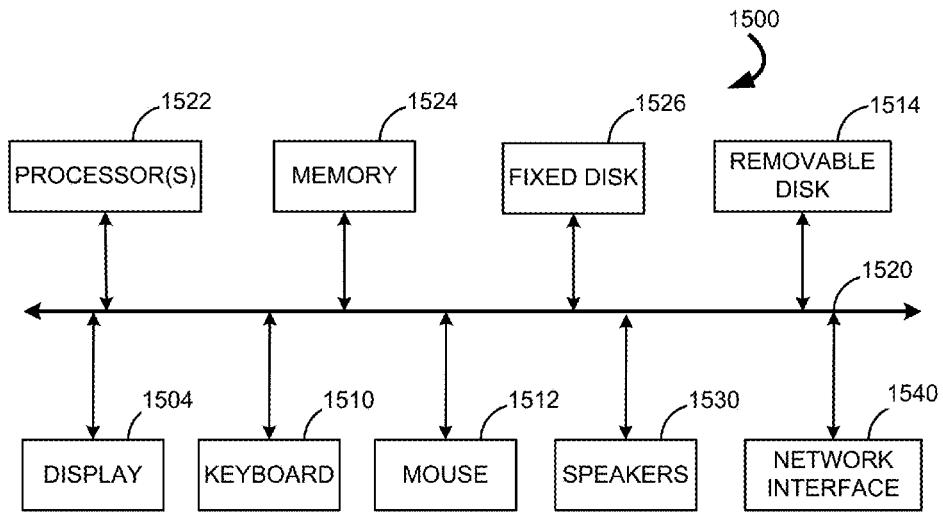 1500
1522
1524
1526
1514
PROCESSOR(S)
MEMORY
FIXED DISK
REMOVABLE
DISK
1520
1504
1510
1512
1530
1540
DISPLAY
KEYBOARD
MOUSE
SPEAKERS
NETWORK
INTERFACE